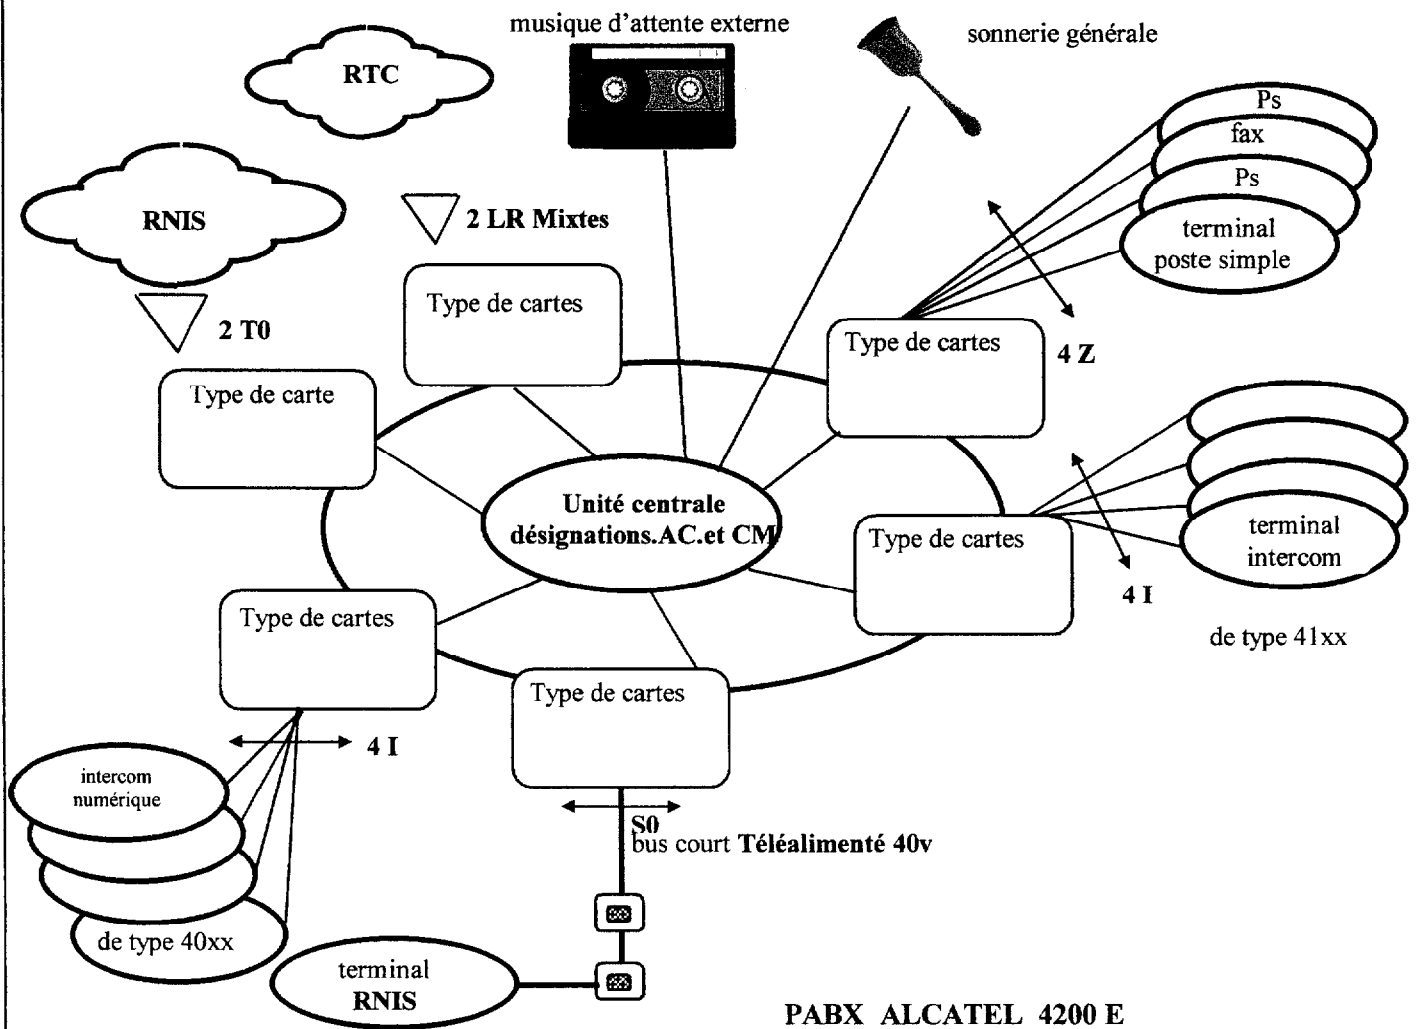 musique d'attente externe
sonnerie générale
RTC
Ps
fax
Ps
terminal
poste simple
RNIS
2 LR Mixtes
2 T0
Type de cartes
Type de cartes
4 Z
Type de carte
Unité centrale
désignations.AC.et CM
Type de cartes
terminal
intercom
4 I
de type 41xx
Type de cartes
Type de cartes
4 I
intercom
numérique
S0
bus court Téléalimenté 40v
de type 40xx
terminal
RNIS
PABX ALCATEL 4200 E